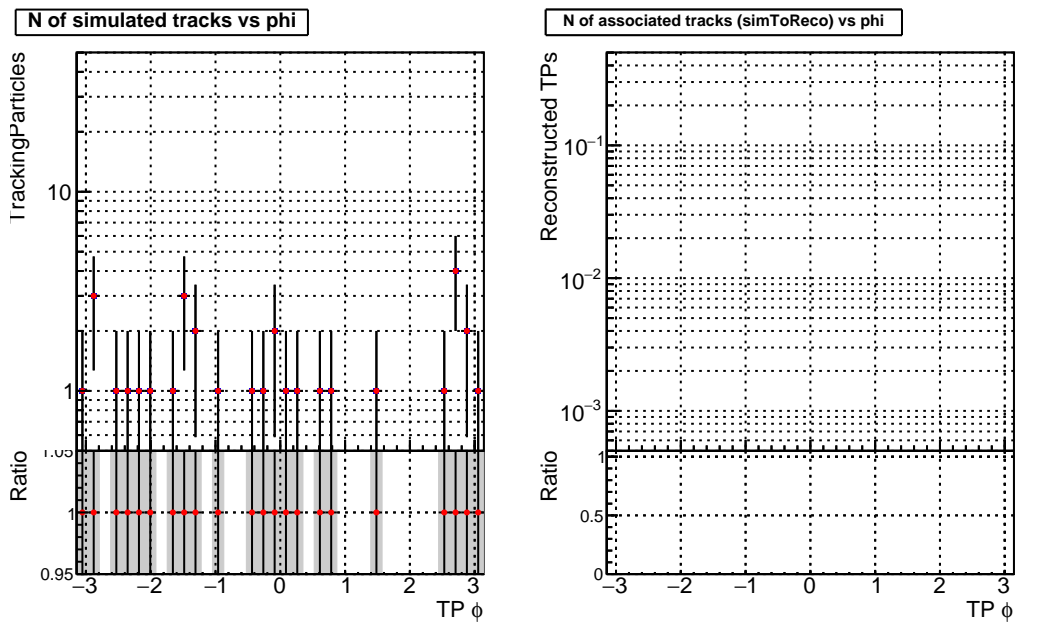 N of simulated tracks vs phi
TrackingParticles
10
1
1.05
Ratio
1
0.95
−3 −2 −1 0 1 2 3
TP ϕ
N of associated tracks (simToReco) vs phi
Reconstructed TPs
10−1
10−2
10−3
Ratio
1
0.5
0
−3 −2 −1 0 1 2 3
TP ϕ